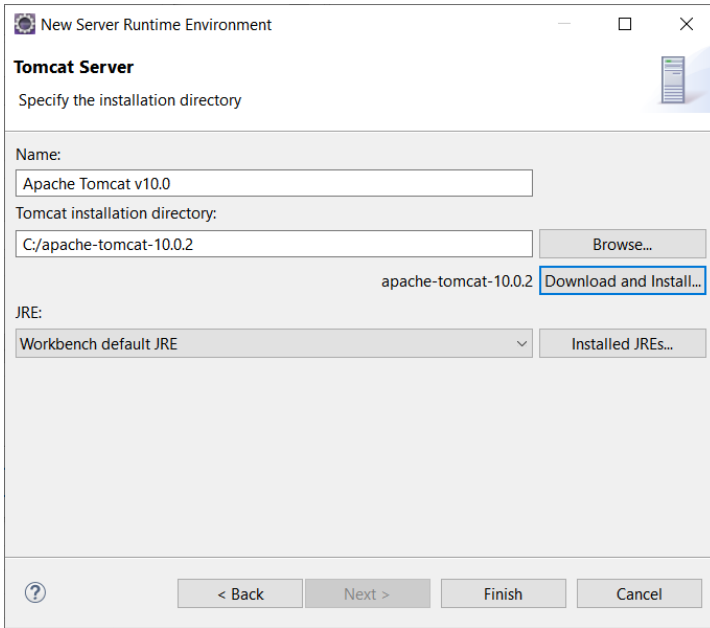 New Server Runtime Environment
Tomcat Server
Specify the installation directory
Name:
Apache Tomcat v10.0
Tomcat installation directory:
C:/apache-tomcat-10.0.2 Browse...
apache-tomcat-10.0.2 Download and Install...
JRE:
Workbench default JRE Installed JREs...
? < Back Next > Finish Cancel